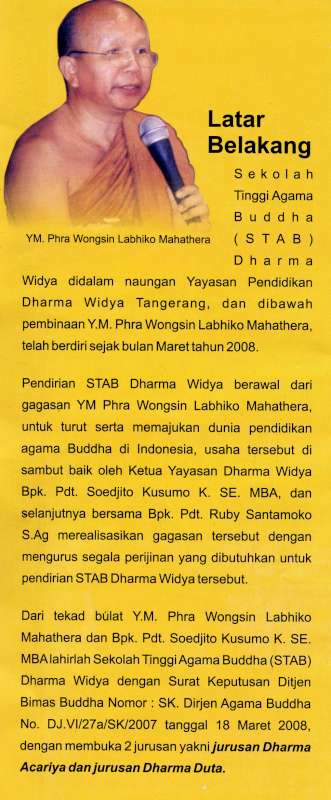 Latar
Belakang
YM. Phra Wongsin Labhiko Mahathera
Sekolah
Tinggi Agama
Buddha
(STAB)
Dharma
Widya didalam naungan Yayasan Pendidikan
Dharma Widya Tangerang, dan dibawah
pembinaan Y.M. Phra Wongsin Labhiko Mahathera,
telah berdiri sejak bulan Maret tahun 2008.
Pendirian STAB Dharma Widya berawal dari
gagasan YM Phra Wongsin Labhiko Mahathera,
untuk turut serta memajukan dunia pendidikan
agama Buddha di Indonesia, usaha tersebut di
sambut baik oleh Ketua Yayasan Dharma Widya
Bpk. Pdt. Soedjito Kusumo K. SE. MBA, dan
selanjutnya bersama Bpk. Pdt. Ruby Santamoko
S.Ag merealisasikan gagasan tersebut dengan
mengurus segala perijinan yang dibutuhkan untuk
pendirian STAB Dharma Widya tersebut.
Dari tekad bulat Y.M. Phra Wongsin Labhiko
Mahathera dan Bpk. Pdt. Soedjito Kusumo K. SE.
MBA lahirlah Sekolah Tinggi Agama Buddha (STAB)
Dharma Widya dengan Surat Keputusan Ditjen
Bimas Buddha Nomor : SK. Dirjen Agama Buddha
No. DJ.VI/27a/SK/2007 tanggal 18 Maret 2008,
dengan membuka 2 jurusan yakni jurusan Dharma
Acariya dan jurusan Dharma Duta.